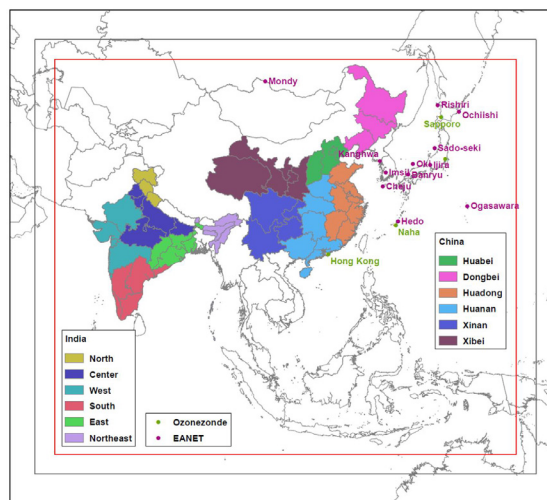 Mondy
Rishiri
Ochiishi
Sapporo
Sado-seki
Kanghwa
Oki
Ijira
Imsil
Banryu
Cheju
Ogasawara
Hedo
Naha
Hong Kong
China
Huabei
Dongbei
Huadong
Huanan
Xinan
Xibei
India
North
Center
West
South
East
Northeast
Ozonezonde
EANET